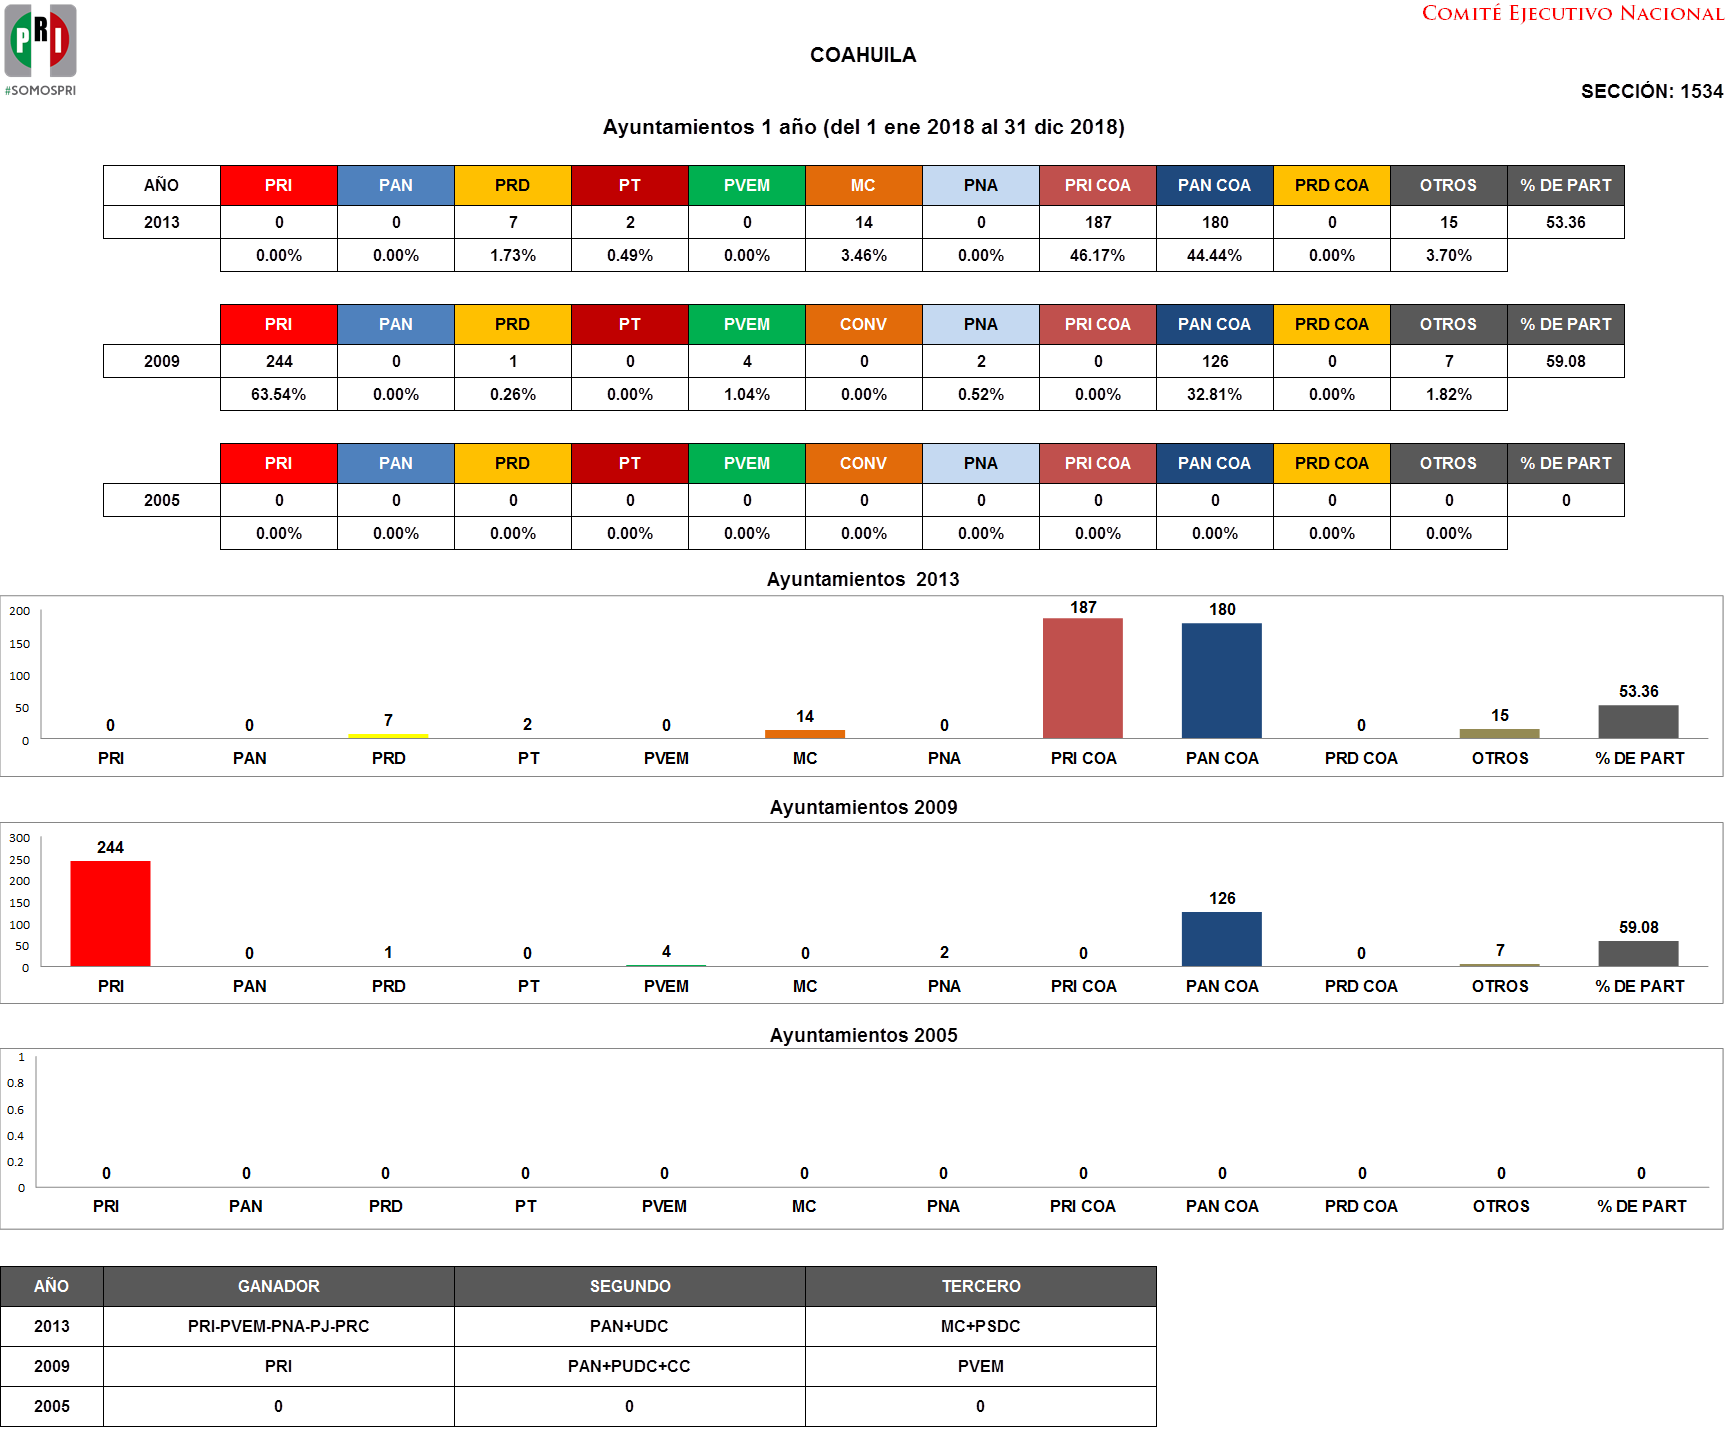 PRI
#SOMOSPRI
COMITÉ EJECUTIVO NACIONAL
COAHUILA
SECCIÓN: 1534
Ayuntamientos 1 año (del 1 ene 2018 al 31 dic 2018)
AÑO PRI PAN PRD PT PVEM MC PNA PRI COA PAN COA PRD COA OTROS % DE PART
2013 0 0 7 2 0 14 0 187 180 0 15 53.36
0.00% 0.00% 1.73% 0.49% 0.00% 3.46% 0.00% 46.17% 44.44% 0.00% 3.70%
PRI PAN PRD PT PVEM CONV PNA PRI COA PAN COA PRD COA OTROS % DE PART
2009 244 0 1 0 4 0 2 0 126 0 7 59.08
63.54% 0.00% 0.26% 0.00% 1.04% 0.00% 0.52% 0.00% 32.81% 0.00% 1.82%
PRI PAN PRD PT PVEM CONV PNA PRI COA PAN COA PRD COA OTROS % DE PART
2005 0 0 0 0 0 0 0 0 0 0 0 0
0.00% 0.00% 0.00% 0.00% 0.00% 0.00% 0.00% 0.00% 0.00% 0.00% 0.00%
Ayuntamientos 2013
200
150
100
50
0
0 0 7 2 0 14 0 187 180 0 15 53.36
PRI PAN PRD PT PVEM MC PNA PRI COA PAN COA PRD COA OTROS % DE PART
Ayuntamientos 2009
300
250
200
150
100
50
0
244 0 1 0 4 0 2 0 126 0 7 59.08
PRI PAN PRD PT PVEM MC PNA PRI COA PAN COA PRD COA OTROS % DE PART
Ayuntamientos 2005
1
0.8
0.6
0.4
0.2
0
0 0 0 0 0 0 0 0 0 0 0 0
PRI PAN PRD PT PVEM MC PNA PRI COA PAN COA PRD COA OTROS % DE PART
AÑO GANADOR SEGUNDO TERCERO
2013 PRI-PVEM-PNA-PJ-PRC PAN+UDC MC+PSDC
2009 PRI PAN+PUDC+CC PVEM
2005 0 0 0